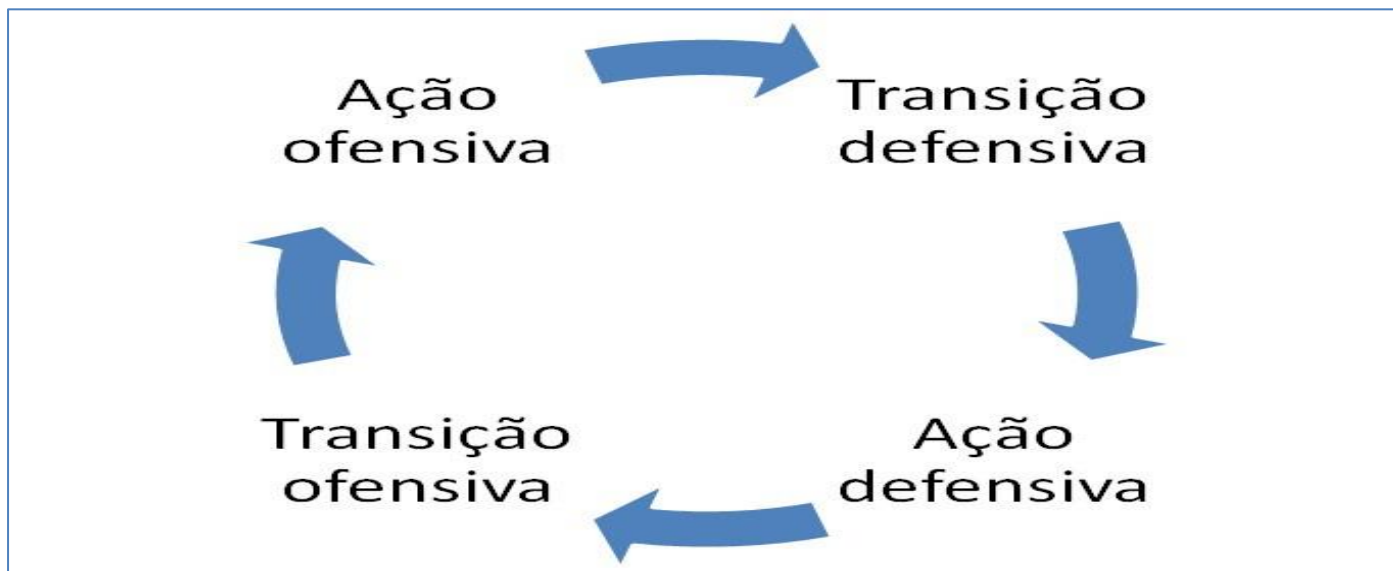 Ação
ofensiva
Transição
defensiva
Ação
defensiva
Transição
ofensiva